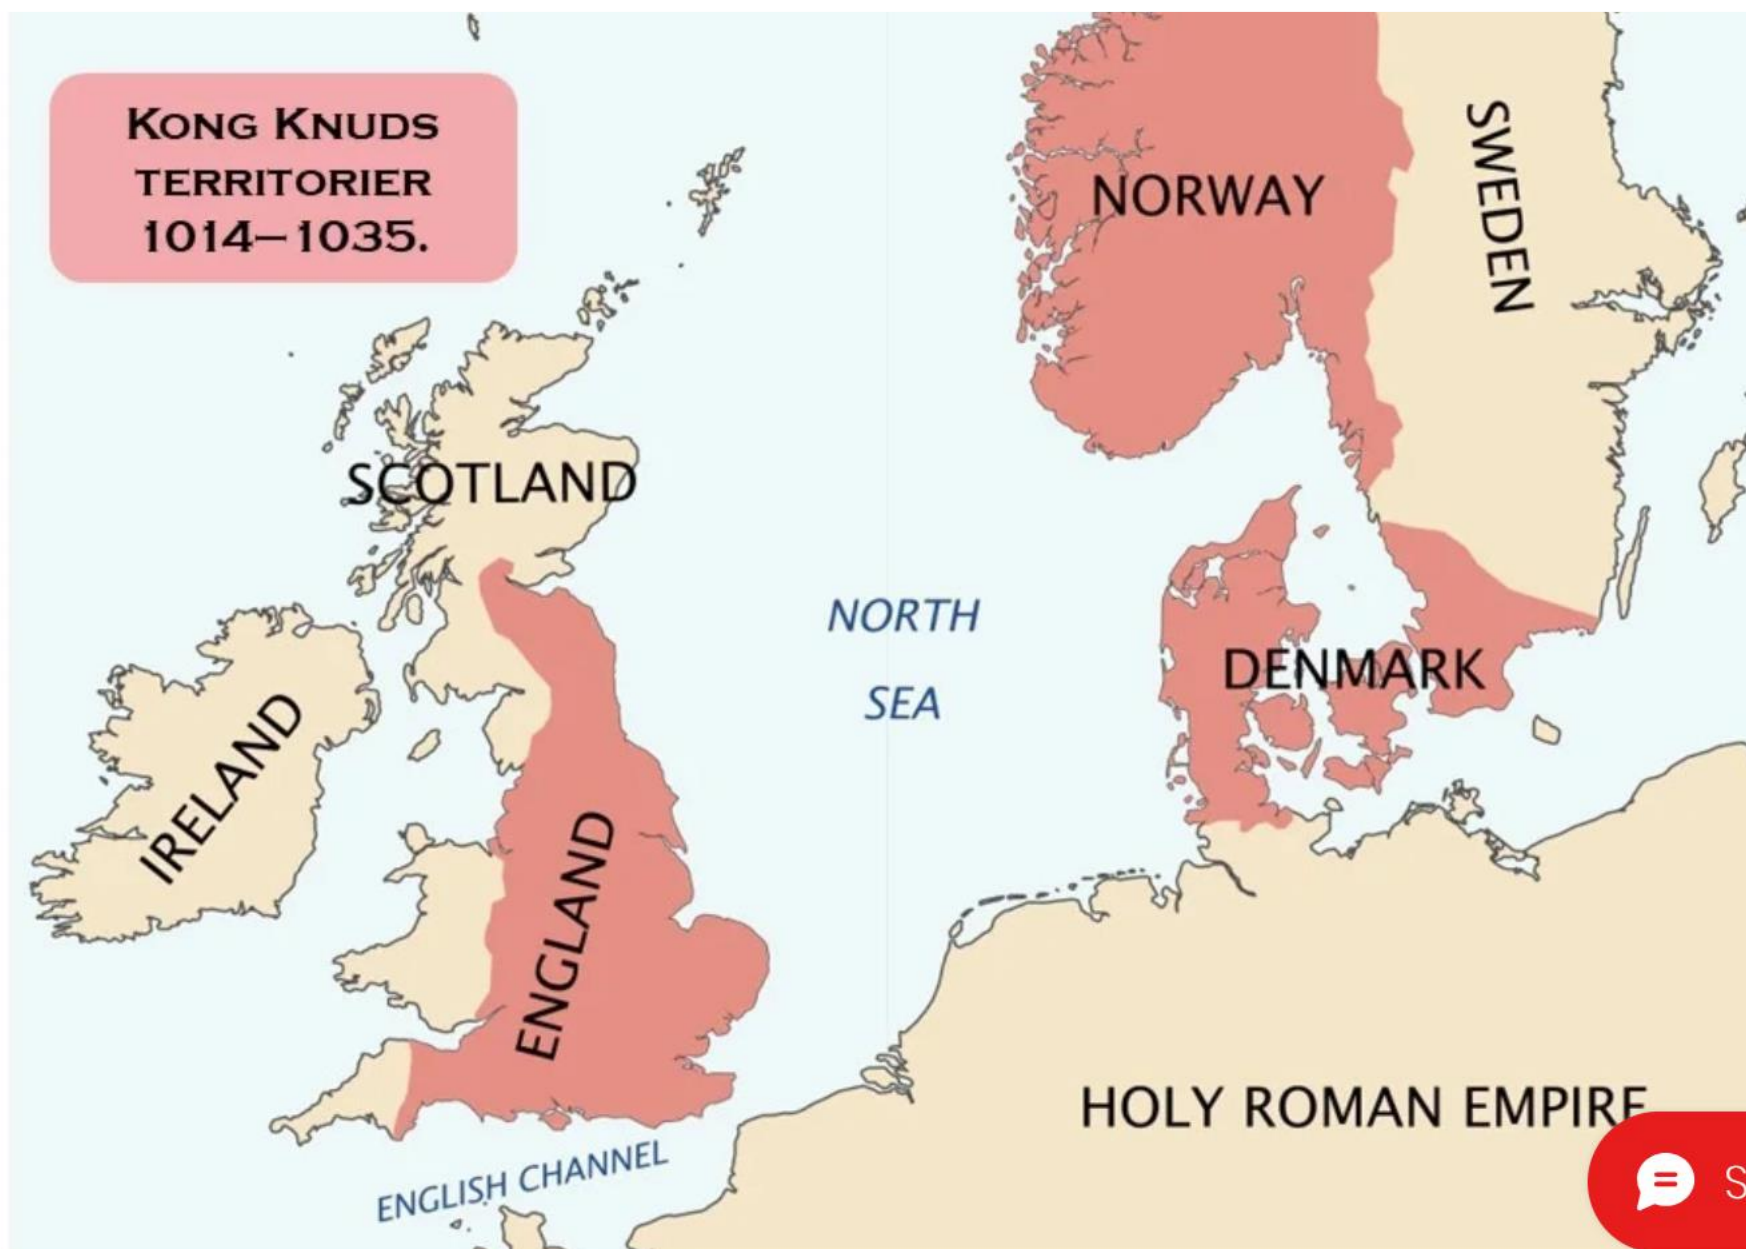 KONG KNUDS
TERRITORIER
1014–1035.
NORWAY
SWEDEN
SCOTLAND
NORTH
SEA
DENMARK
IRELAND
ENGLAND
HOLY ROMAN EMPIRE
ENGLISH CHANNEL
S